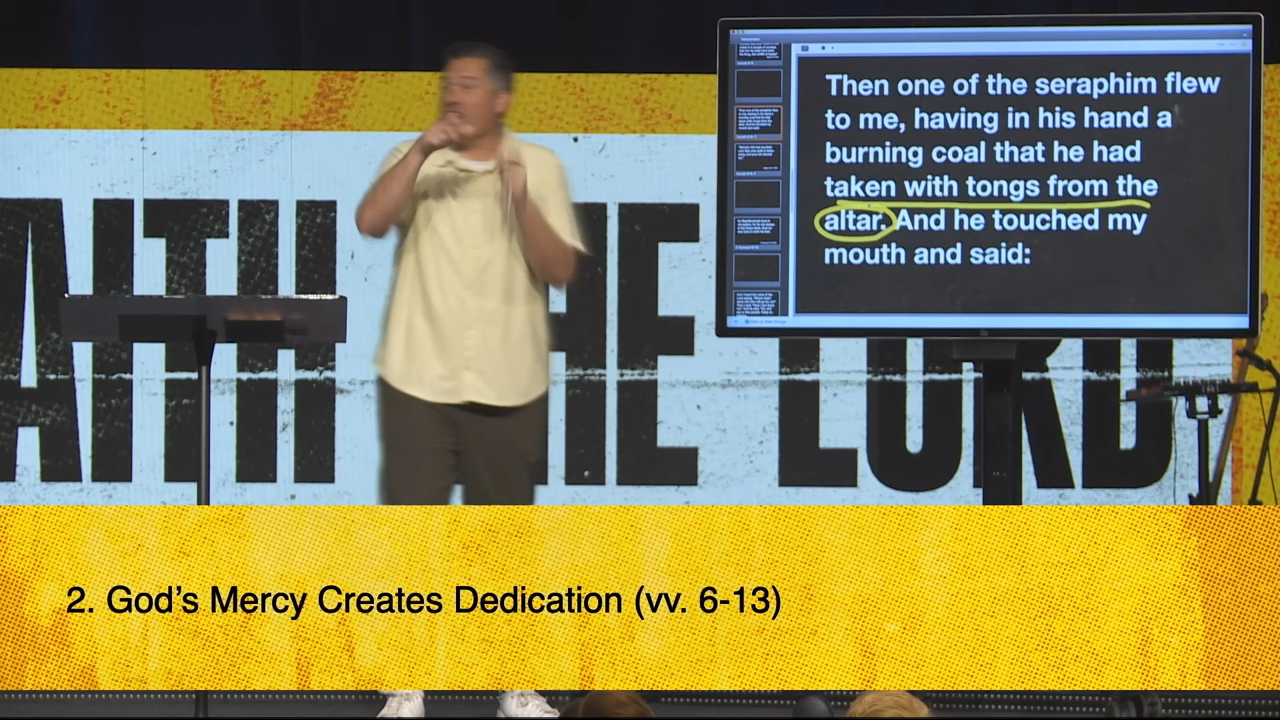 Then one of the seraphim flew
to me, having in his hand a
burning coal that he had
taken with tongs from the
altar. And he touched my
mouth and said:
AITH THE LORD
2. God's Mercy Creates Dedication (vv. 6-13)